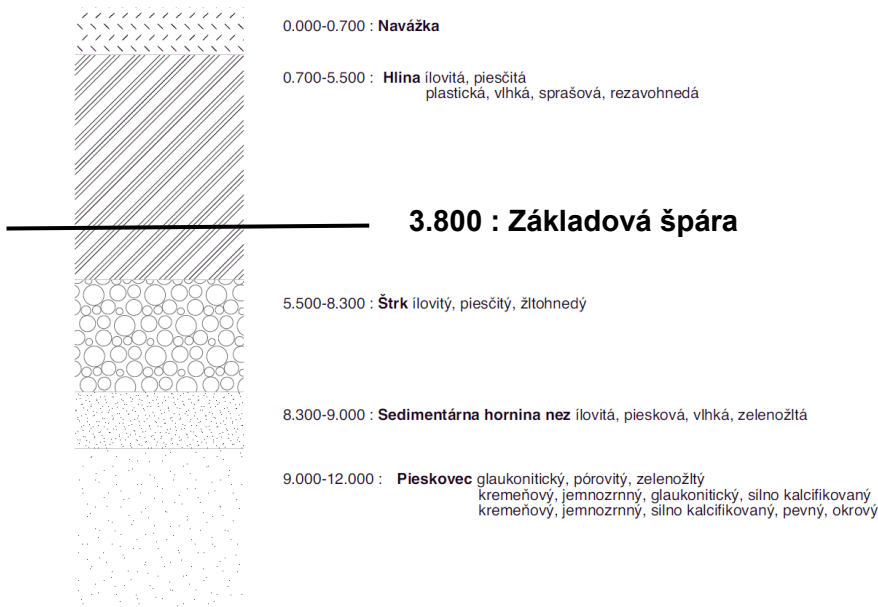 0.000-0.700 : Navážka
0.700-5.500 : Hlina ílovitá, piesčitá
plastická, vlhká, sprašová, rezavohnedá
3.800 : Základová špára
5.500-8.300 : Štrk ílovitý, piesčitý, žltohnedý
8.300-9.000 : Sedimentárna hornina nez ílovitá, piesková, vlhká, zelenožltá
9.000-12.000 : Pieskovec glaukonitický, pórovitý, zelenožltý
kremeňový, jemnozrnný, glaukonitický, silno kalcifikovaný
kremeňový, jemnozrnný, silno kalcifikovaný, pevný, okrový